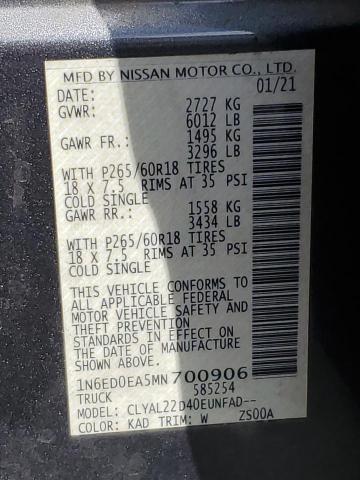 MFD BY NISSAN MOTOR CO., LTD.
DATE: 01/21
GVWR: 2727 KG
6012 LB
GAWR FR.: 1495 KG
3296 LB
WITH P265/60R18 TIRES
18 X 7.5 RIMS AT 35 PSI
COLD SINGLE
GAWR RR.: 1558 KG
3434 LB
WITH P265/60R18 TIRES
18 X 7.5 RIMS AT 35 PSI
COLD SINGLE
THIS VEHICLE CONFORMS TO
ALL APPLICABLE FEDERAL
MOTOR VEHICLE SAFETY AND
THEFT PREVENTION
STANDARDS IN EFFECT ON
THE DATE OF MANUFACTURE
SHOWN ABOVE.
1N6ED0EA5MN700906
TRUCK 585254
MODEL: CLYAL22D40EUNFAD--
COLOR: KAD TRIM: W ZS00A